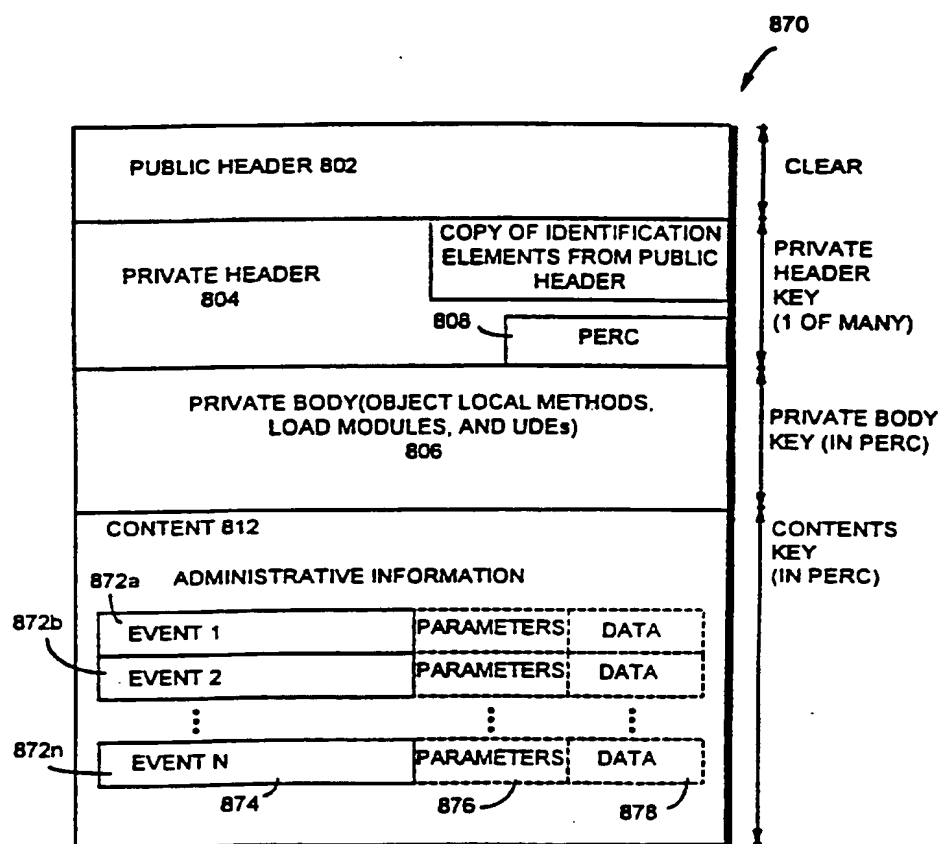 870
PUBLIC HEADER 802
CLEAR
COPY OF IDENTIFICATION
ELEMENTS FROM PUBLIC
HEADER
PRIVATE HEADER
804
PRIVATE
HEADER
KEY
(1 OF MANY)
808
PERC
PRIVATE BODY(OBJECT LOCAL METHODS,
LOAD MODULES, AND UDEs)
806
PRIVATE BODY
KEY (IN PERC)
CONTENT 812
CONTENTS
KEY
(IN PERC)
ADMINISTRATIVE INFORMATION
872a
872b
EVENT 1 PARAMETERS DATA
EVENT 2 PARAMETERS DATA
872n
EVENT N PARAMETERS DATA
874 876 878